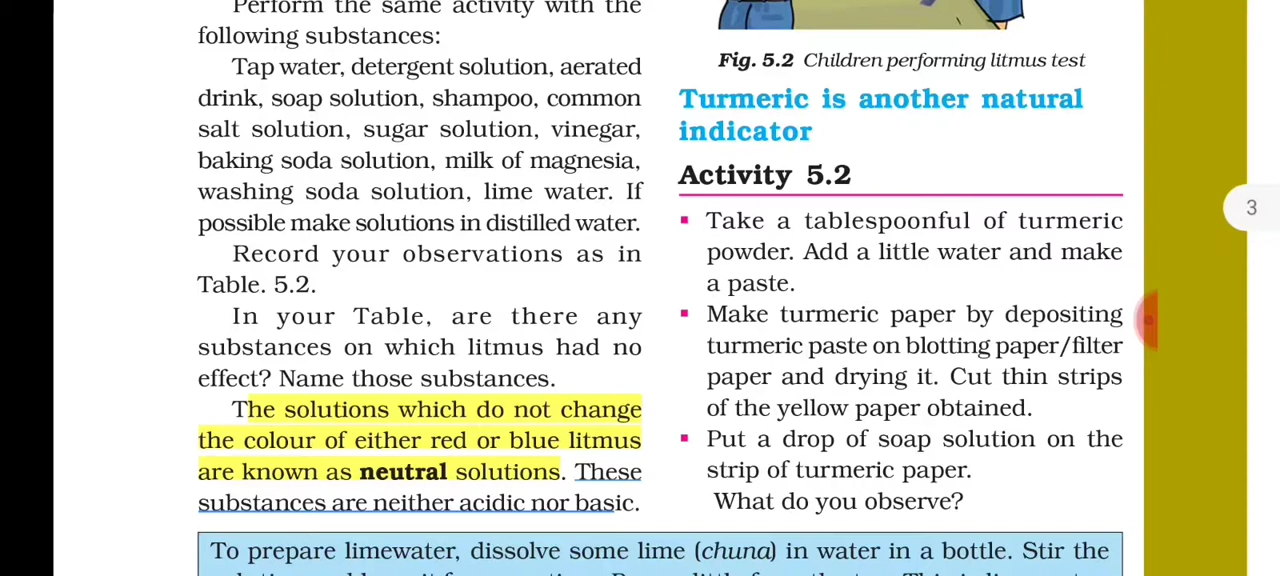 Perform the same activity with the
following substances:
Tap water, detergent solution, aerated
drink, soap solution, shampoo, common
salt solution, sugar solution, vinegar,
baking soda solution, milk of magnesia,
washing soda solution, lime water. If
possible make solutions in distilled water.
Record your observations as in
Table. 5.2.
In your Table, are there any
substances on which litmus had no
effect? Name those substances.
The solutions which do not change
the colour of either red or blue litmus
are known as neutral solutions. These
substances are neither acidic nor basic.
Fig. 5.2 Children performing litmus test
Turmeric is another natural
indicator
Activity 5.2
▪ Take a tablespoonful of turmeric
powder. Add a little water and make
a paste.
▪ Make turmeric paper by depositing
turmeric paste on blotting paper/filter
paper and drying it. Cut thin strips
of the yellow paper obtained.
▪ Put a drop of soap solution on the
strip of turmeric paper.
What do you observe?
To prepare limewater, dissolve some lime (chuna) in water in a bottle. Stir the
3